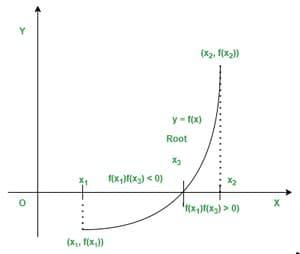 Y
(x₂, f(x₂))
y = f(x)
Root
x₃
x₁
f(x₁)f(x₃) < 0)
x₂
O
X
f(x₁)f(x₃) > 0)
(x₁, f(x₁))